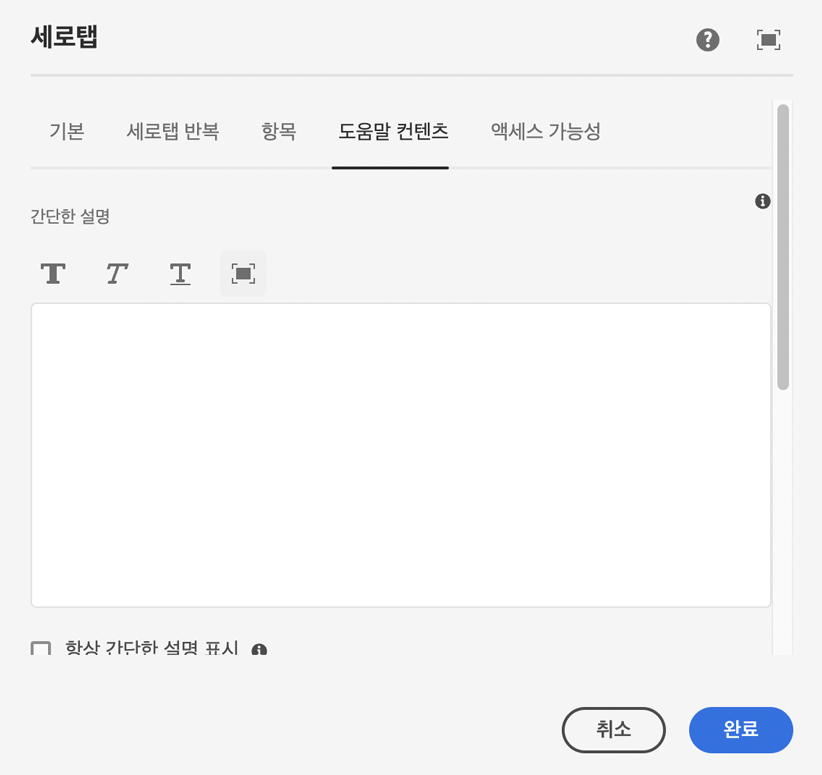 세로탭
기본 세로탭 반복 항목 도움말 컨텐츠 액세스 가능성
간단한 설명
항상 간단한 설명 표시
취소 완료